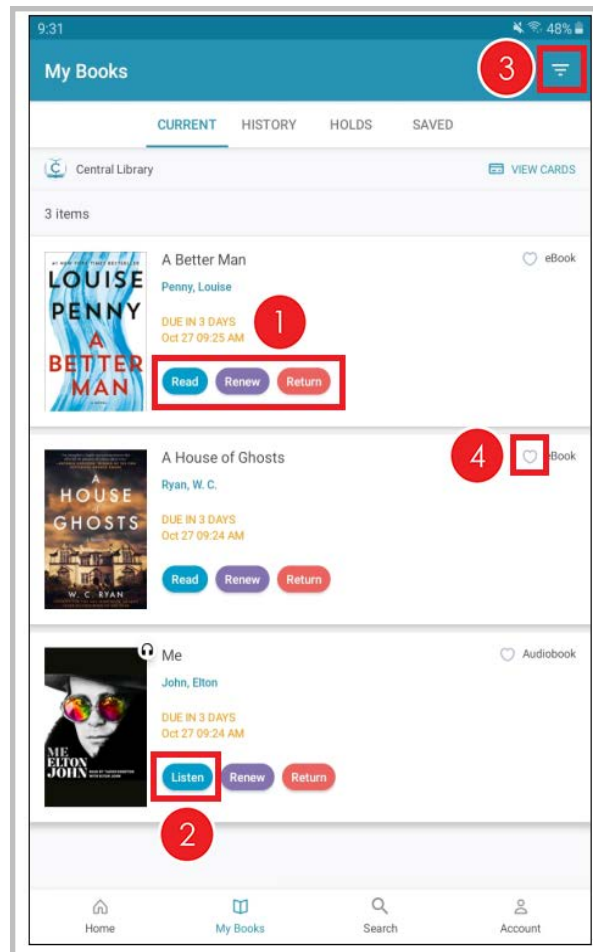 9:31 48%
My Books
3
CURRENT HISTORY HOLDS SAVED
Central Library VIEW CARDS
3 items
A Better Man eBook
Penny, Louise
DUE IN 3 DAYS
Oct 27 09:25 AM
1
Read Renew Return
LOUISE
PENNY
A
BETTER
MAN
A House of Ghosts eBook
4
Ryan, W. C.
DUE IN 3 DAYS
Oct 27 09:24 AM
Read Renew Return
A
HOUSE
of
GHOSTS
W. C. RYAN
Me Audiobook
John, Elton
DUE IN 3 DAYS
Oct 27 09:24 AM
Listen Renew Return
2
ME
ELTON
JOHN
Home My Books Search Account